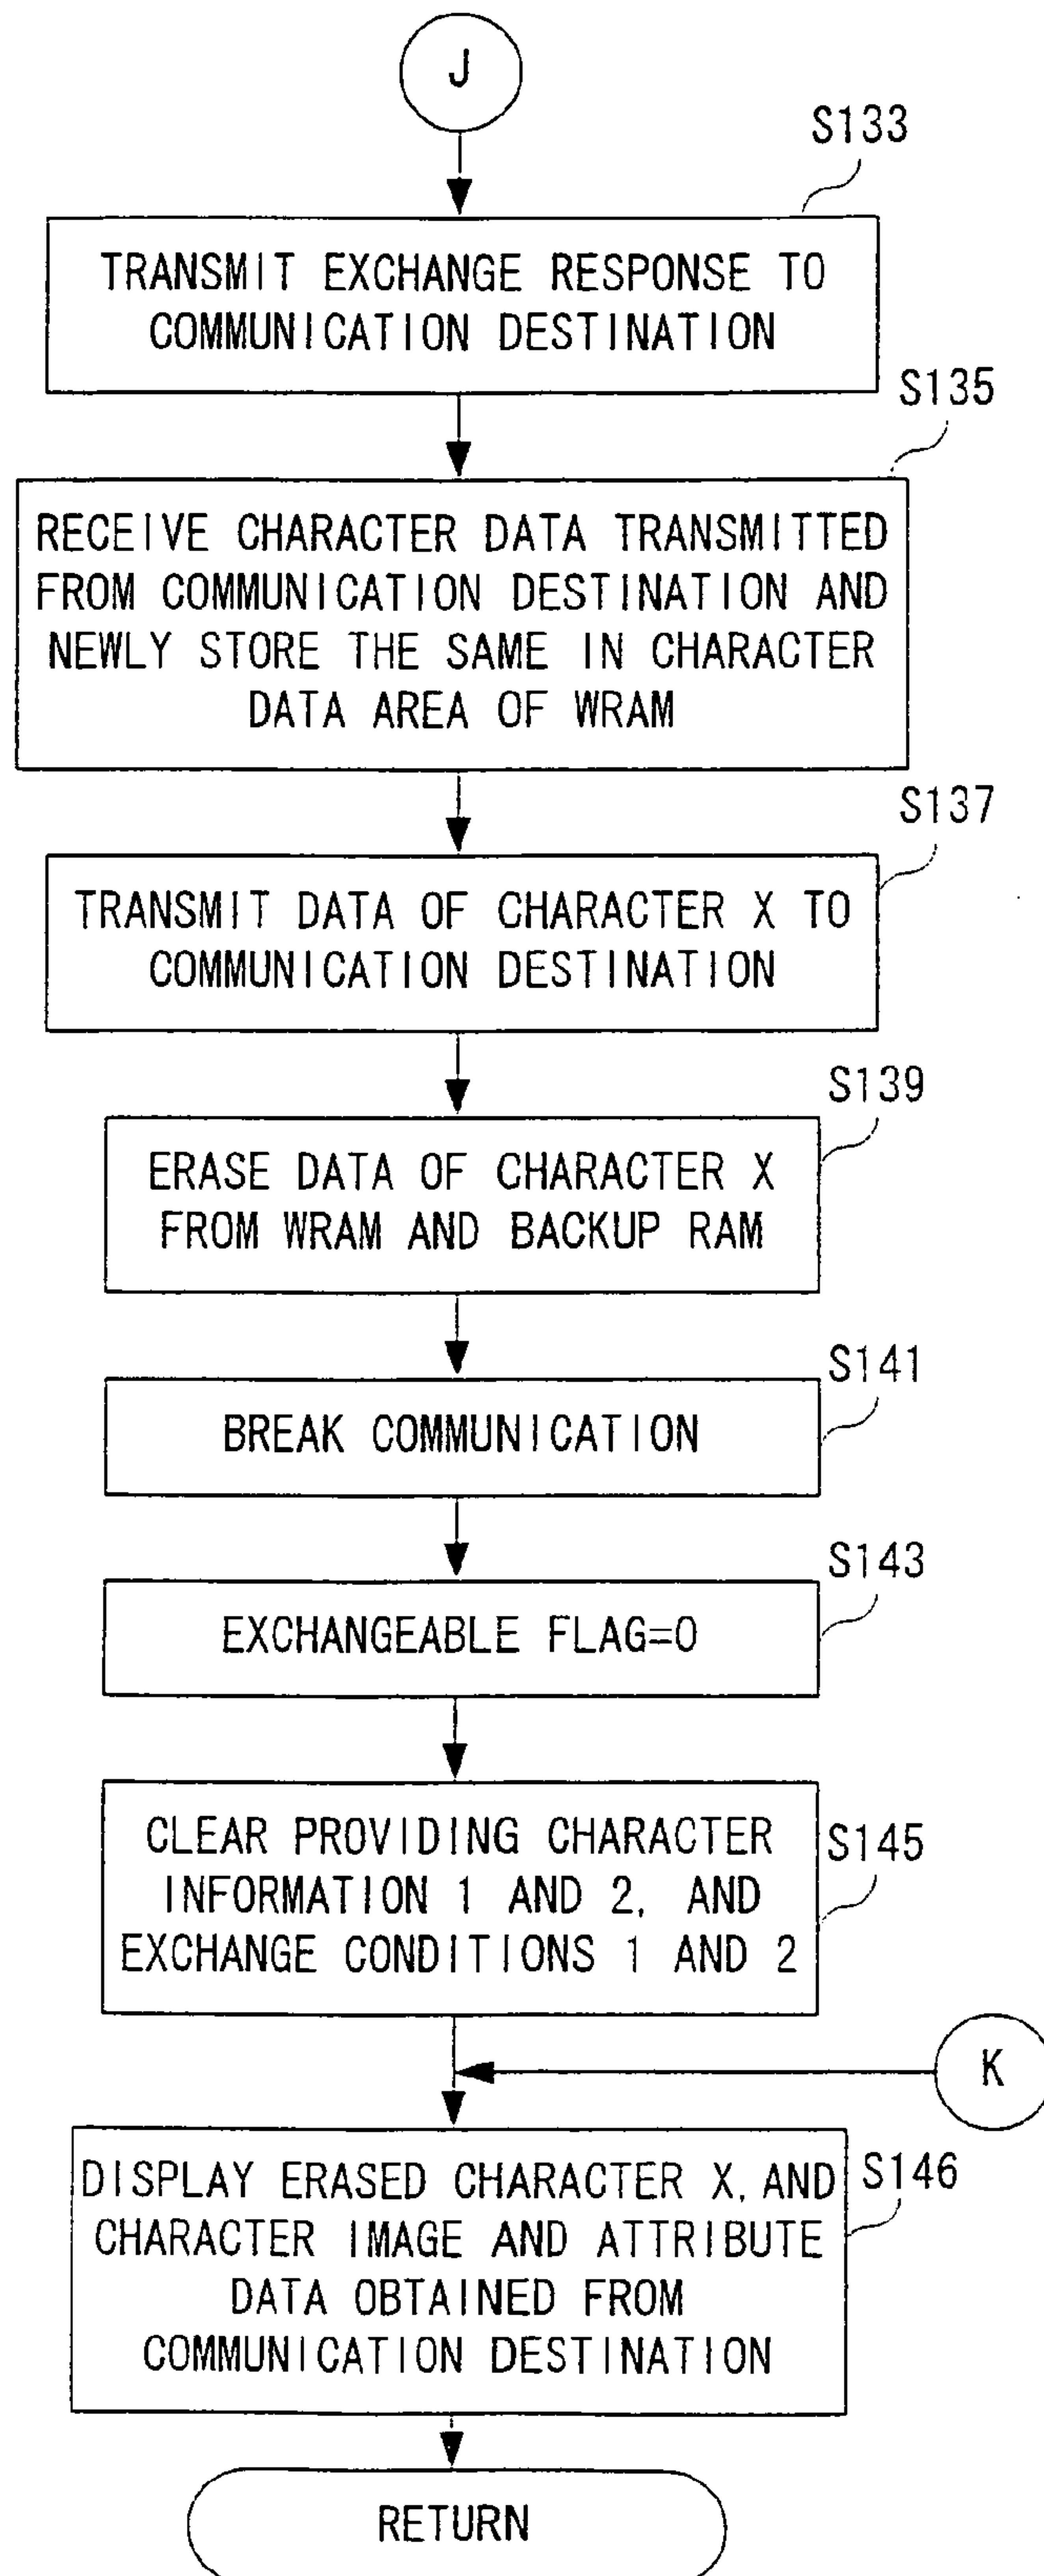 J
S133
TRANSMIT EXCHANGE RESPONSE TO
COMMUNICATION DESTINATION
S135
RECEIVE CHARACTER DATA TRANSMITTED
FROM COMMUNICATION DESTINATION AND
NEWLY STORE THE SAME IN CHARACTER
DATA AREA OF WRAM
S137
TRANSMIT DATA OF CHARACTER X TO
COMMUNICATION DESTINATION
S139
ERASE DATA OF CHARACTER X
FROM WRAM AND BACKUP RAM
S141
BREAK COMMUNICATION
S143
EXCHANGEABLE FLAG=0
CLEAR PROVIDING CHARACTER
S145
INFORMATION 1 AND 2, AND
EXCHANGE CONDITIONS 1 AND 2
K
DISPLAY ERASED CHARACTER X, AND
S146
CHARACTER IMAGE AND ATTRIBUTE
DATA OBTAINED FROM
COMMUNICATION DESTINATION
RETURN